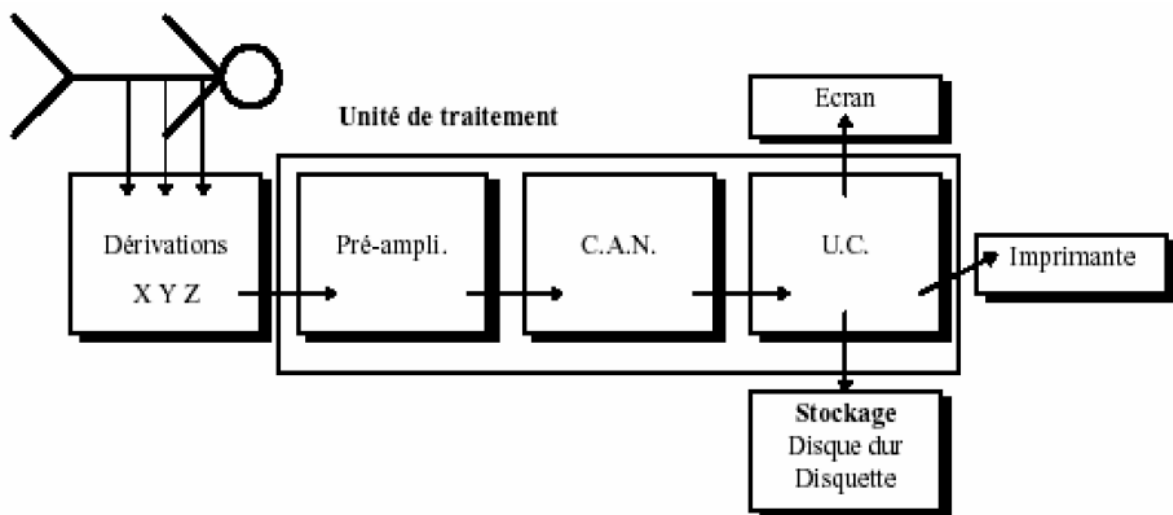 Ecran
Unité de traitement
Dérivations
X Y Z
Pré-ampli.
C.A.N.
U.C.
Imprimante
Stockage
Disque dur
Disquette